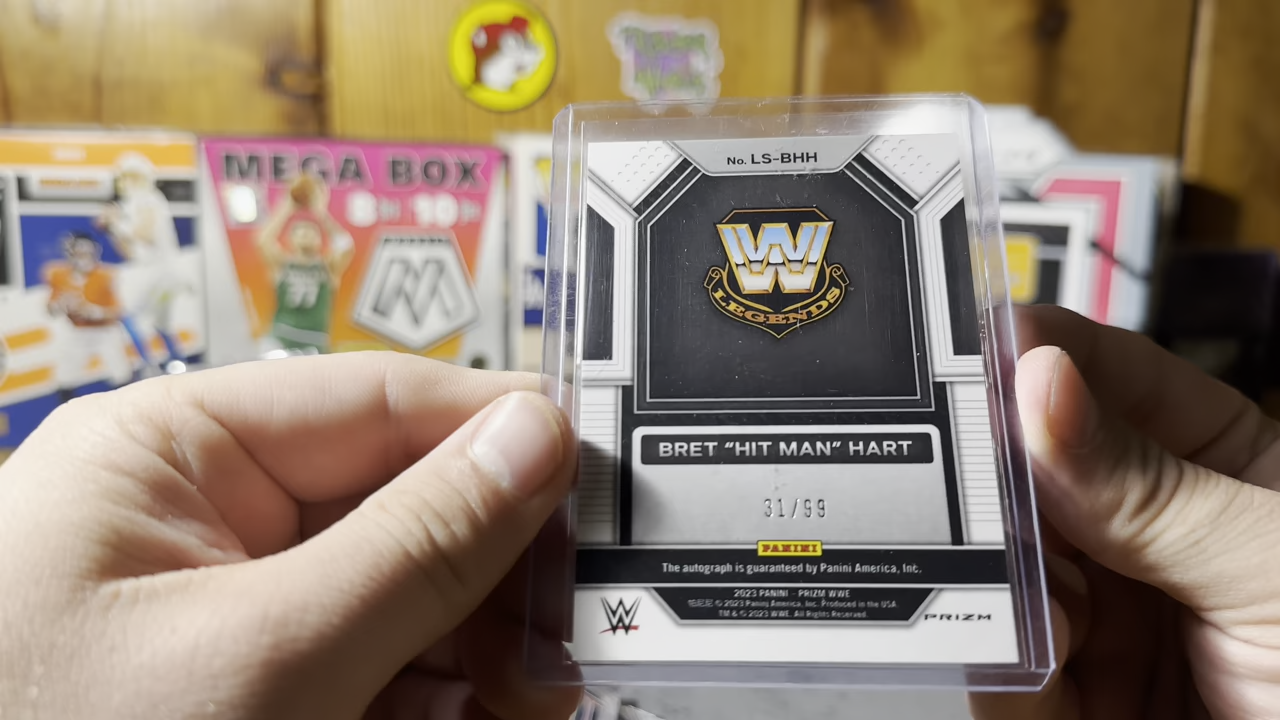 MEGA BOX
No. LS-BHH
W
LEGENDS
BRET "HIT MAN" HART
31/99
PANINI
The autograph is guaranteed by Panini America, Inc.
2023 PANINI - PRIZM WWE
© 2023 Panini America, Inc. Produced in the USA.
TM & © 2023 WWE. All Rights Reserved.
W
PRIZM